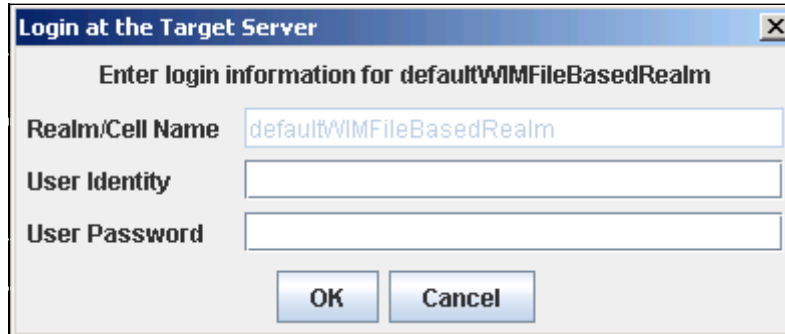 Login at the Target Server
Enter login information for defaultWIMFileBasedRealm
Realm/Cell Name defaultWIMFileBasedRealm
User Identity
User Password
OK Cancel